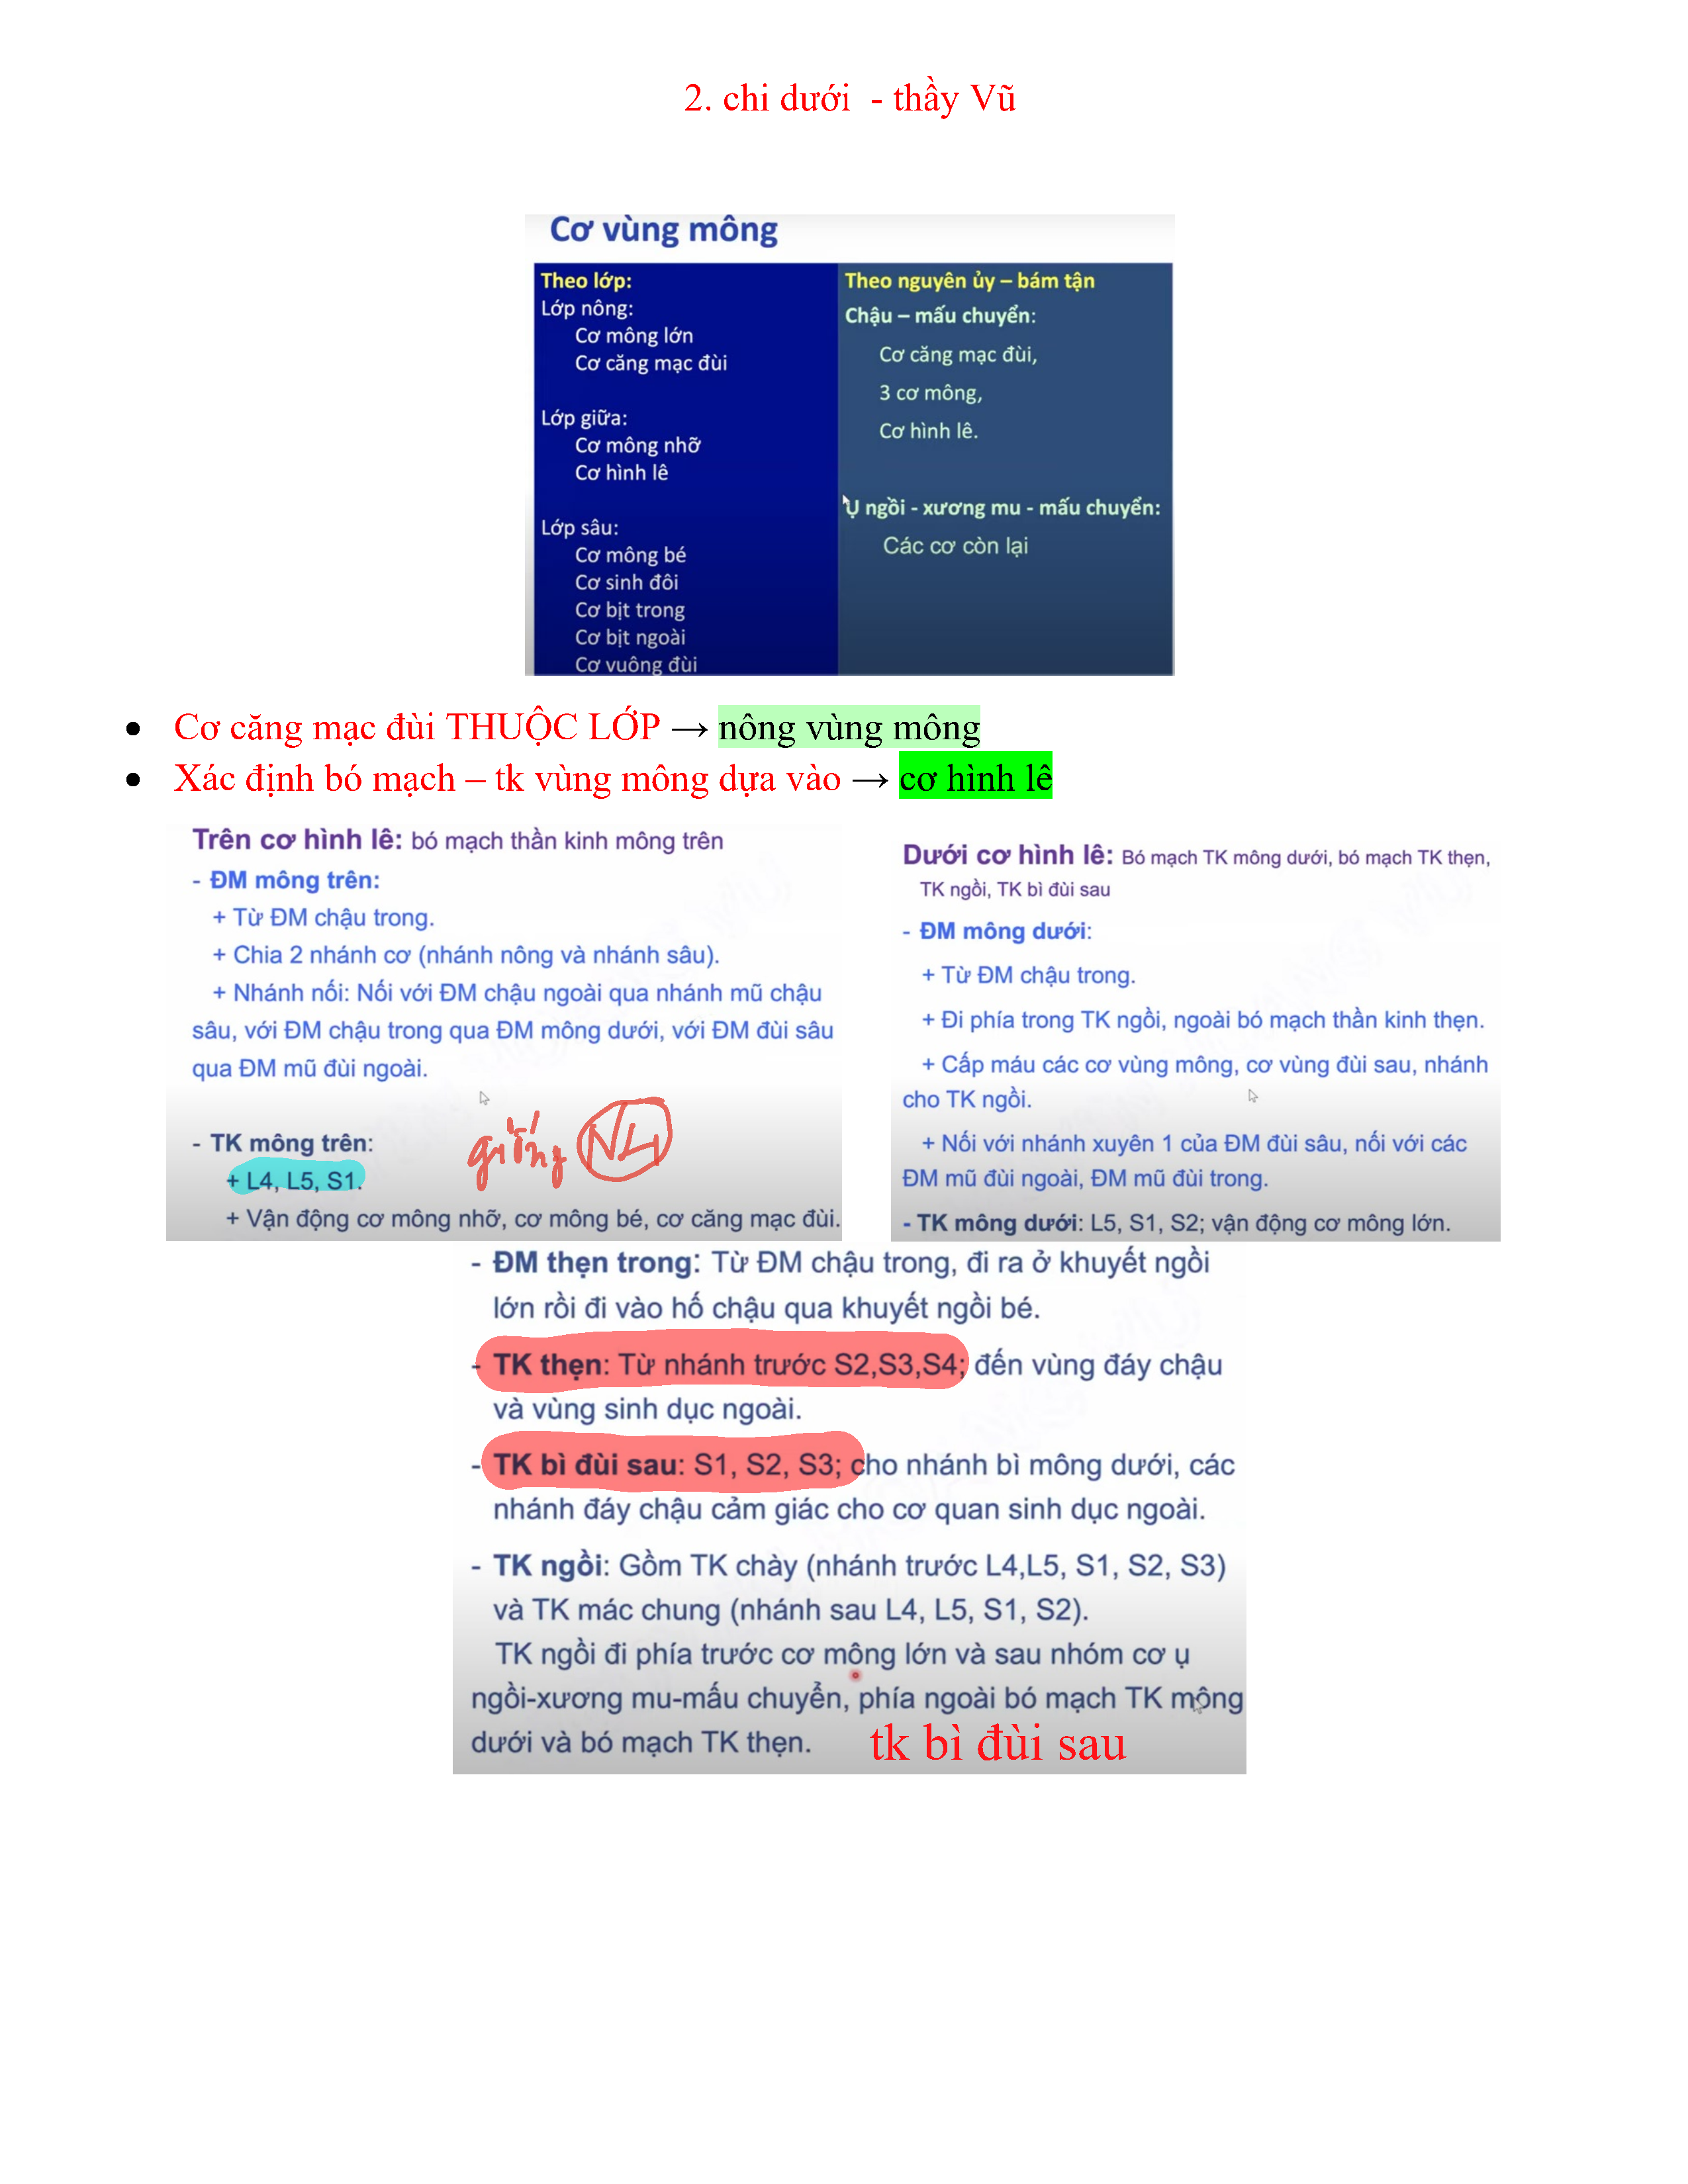 2. chi dưới  - thầy Vũ
Cơ vùng mông
Theo lớp:
Lớp nông:
Cơ mông lớn
Cơ căng mạc đùi
Lớp giữa:
Cơ mông nhỡ
Cơ hình lê
Lớp sâu:
Cơ mông bé
Cơ sinh đôi
Cơ bịt trong
Cơ bịt ngoài
Cơ vuông đùi
Theo nguyên ủy – bám tận
Chậu – mấu chuyển:
Cơ căng mạc đùi,
3 cơ mông,
Cơ hình lê.
Ụ ngồi - xương mu - mấu chuyển:
Các cơ còn lại
• Cơ căng mạc đùi THUỘC LỚP → nông vùng mông
• Xác định bó mạch – tk vùng mông dựa vào → cơ hình lê
Trên cơ hình lê: bó mạch thần kinh mông trên
- ĐM mông trên:
+ Từ ĐM chậu trong.
+ Chia 2 nhánh cơ (nhánh nông và nhánh sâu).
+ Nhánh nối: Nối với ĐM chậu ngoài qua nhánh mũ chậu
sâu, với ĐM chậu trong qua ĐM mông dưới, với ĐM đùi sâu
qua ĐM mũ đùi ngoài.
- TK mông trên:
+ L4, L5, S1.
giống NL1
+ Vận động cơ mông nhỡ, cơ mông bé, cơ căng mạc đùi.
Dưới cơ hình lê: Bó mạch TK mông dưới, bó mạch TK thẹn,
TK ngồi, TK bì đùi sau
- ĐM mông dưới:
+ Từ ĐM chậu trong.
+ Đi phía trong TK ngồi, ngoài bó mạch thần kinh thẹn.
+ Cấp máu các cơ vùng mông, cơ vùng đùi sau, nhánh
cho TK ngồi.
+ Nối với nhánh xuyên 1 của ĐM đùi sâu, nối với các
ĐM mũ đùi ngoài, ĐM mũ đùi trong.
- TK mông dưới: L5, S1, S2; vận động cơ mông lớn.
- ĐM thẹn trong: Từ ĐM chậu trong, đi ra ở khuyết ngồi
lớn rồi đi vào hố chậu qua khuyết ngồi bé.
- TK thẹn: Từ nhánh trước S2,S3,S4; đến vùng đáy chậu
và vùng sinh dục ngoài.
- TK bì đùi sau: S1, S2, S3; cho nhánh bì mông dưới, các
nhánh đáy chậu cảm giác cho cơ quan sinh dục ngoài.
- TK ngồi: Gồm TK chày (nhánh trước L4,L5, S1, S2, S3)
và TK mác chung (nhánh sau L4, L5, S1, S2).
TK ngồi đi phía trước cơ mông lớn và sau nhóm cơ ụ
ngồi-xương mu-mấu chuyển, phía ngoài bó mạch TK mông
dưới và bó mạch TK thẹn. tk bì đùi sau